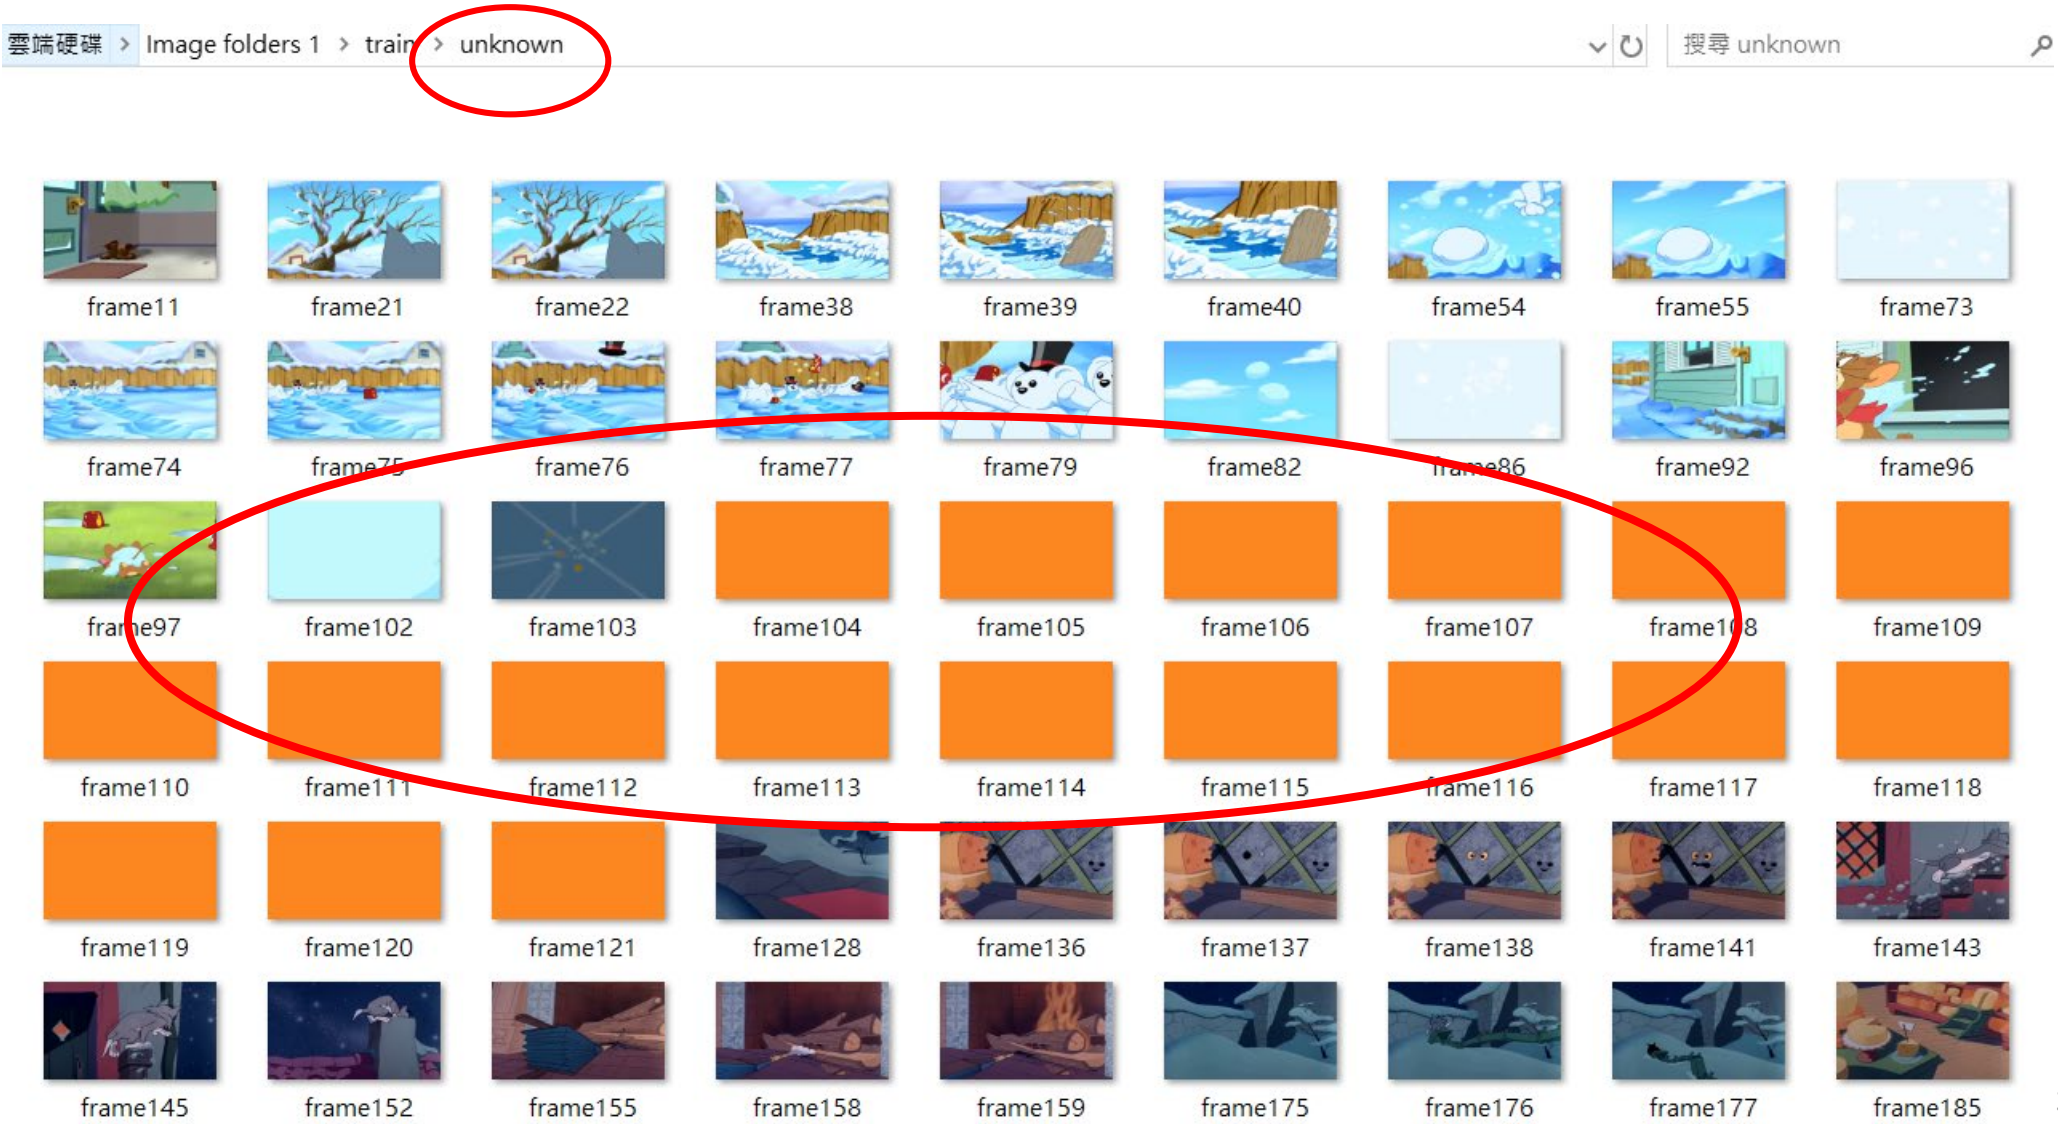 雲端硬碟 > Image folders 1 > train > unknown
搜尋 unknown
frame11 frame21 frame22 frame38 frame39 frame40 frame54 frame55 frame73
frame74 frame75 frame76 frame77 frame79 frame82 frame86 frame92 frame96
frame97 frame102 frame103 frame104 frame105 frame106 frame107 frame108 frame109
frame110 frame111 frame112 frame113 frame114 frame115 frame116 frame117 frame118
frame119 frame120 frame121 frame128 frame136 frame137 frame138 frame141 frame143
frame145 frame152 frame155 frame158 frame159 frame175 frame176 frame177 frame185